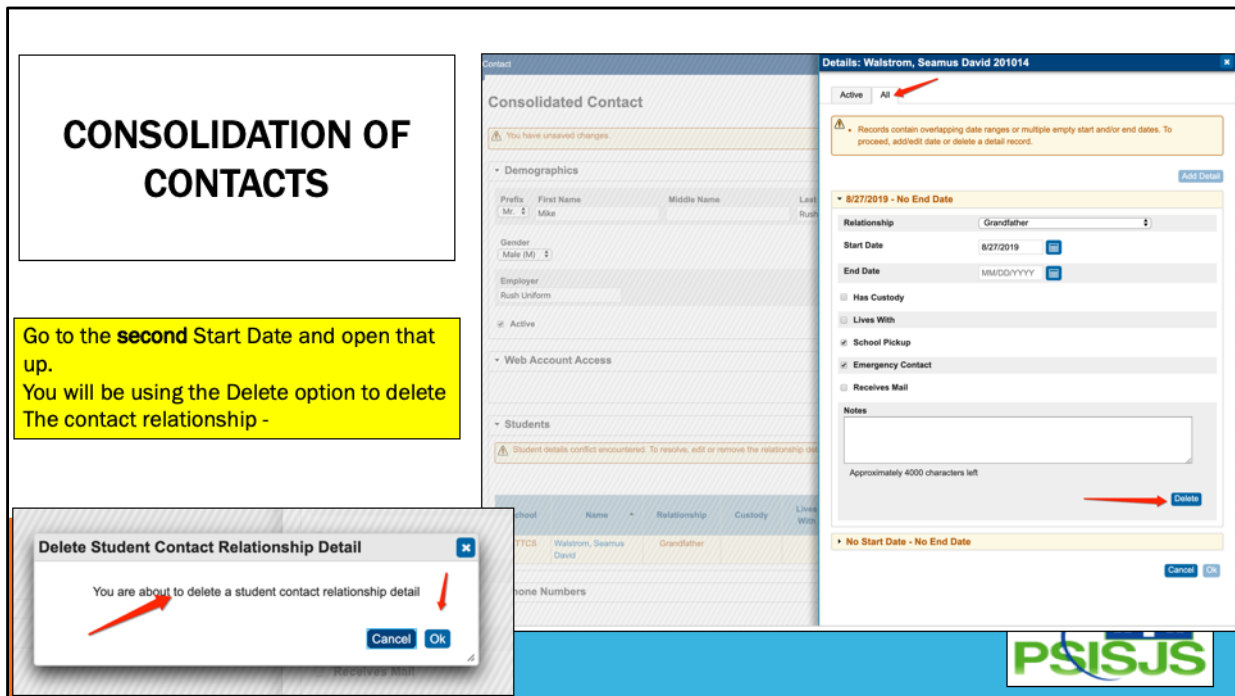 CONSOLIDATION OF
CONTACTS
Go to the second Start Date and open that
up.
You will be using the Delete option to delete
The contact relationship -
Contact
Consolidated Contact
You have unsaved changes.
Demographics
Prefix First Name Middle Name Last
Mr. Mike Rush
Gender
Male (M)
Employer
Rush Uniform
Active
Web Account Access
Students
Student details conflict encountered. To resolve, edit or remove the relationship
Name Relationship Custody Lives
With
TTCS Walstrom, Seamus Grandfather
David
one Numbers
Details: Walstrom, Seamus David 201014
Active All
• Records contain overlapping date ranges or multiple empty start and/or end dates. To
proceed, add/edit date or delete a detail record.
Add Detail
8/27/2019 - No End Date
Relationship Grandfather
Start Date 8/27/2019
End Date MM/DD/YYYY
Has Custody
Lives With
School Pickup
Emergency Contact
Receives Mail
Notes
Approximately 4000 characters left
Delete
No Start Date - No End Date
Cancel Ok
Delete Student Contact Relationship Detail
You are about to delete a student contact relationship detail
Cancel Ok
Receives Mail
PSISJS